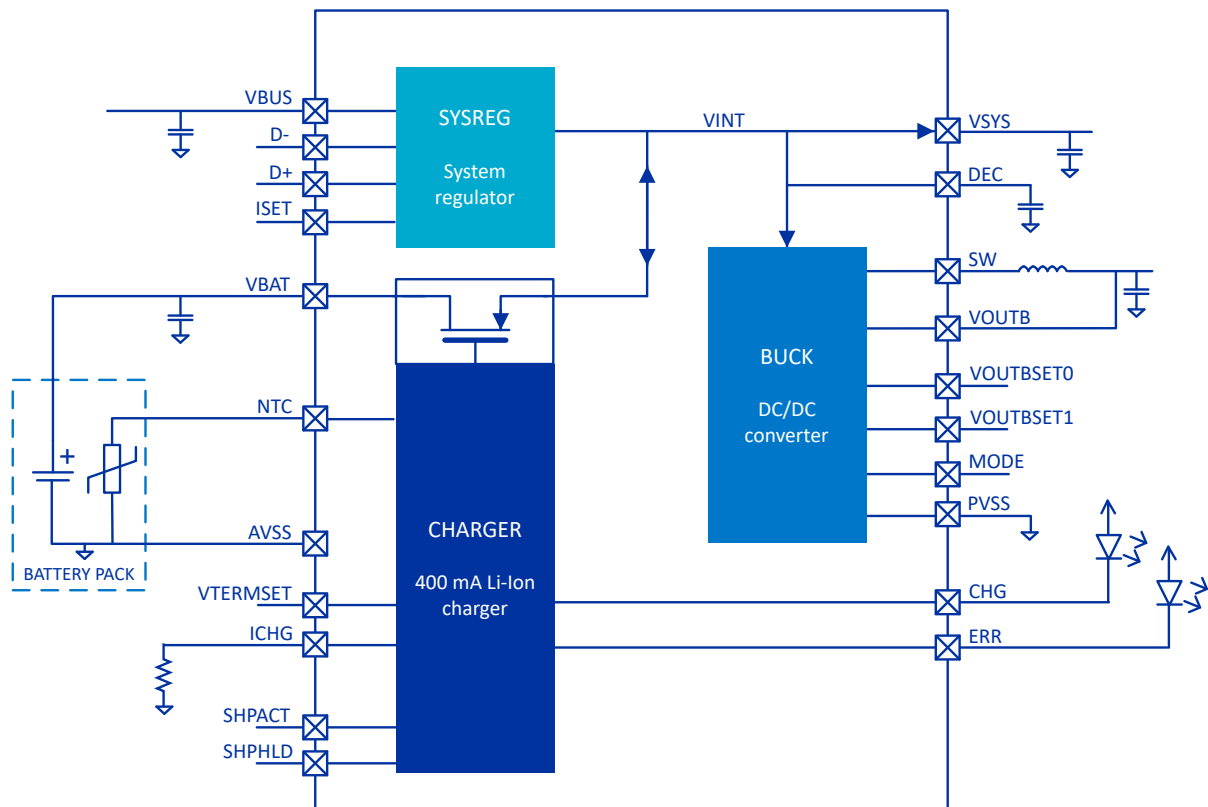 VBUS
D-
D+
ISET
SYSREG
System
regulator
VINT
VSYS
DEC
VBAT
SW
VOUTB
BUCK
DC/DC
converter
VOUTBSET0
VOUTBSET1
MODE
PVSS
NTC
+
AVSS
BATTERY PACK
CHARGER
400 mA Li-Ion
charger
VTERMSET
ICHG
CHG
ERR
SHPACT
SHPHLD